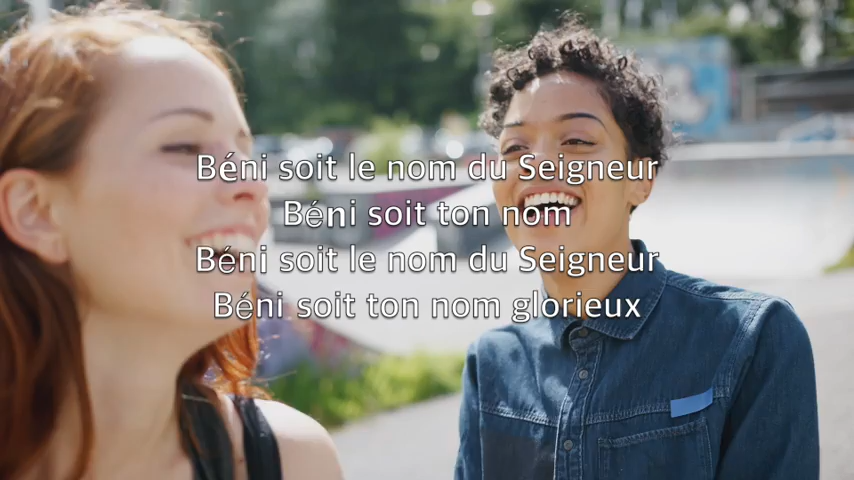 Béni soit le nom du Seigneur
Béni soit ton nom
Béni soit le nom du Seigneur
Béni soit ton nom glorieux